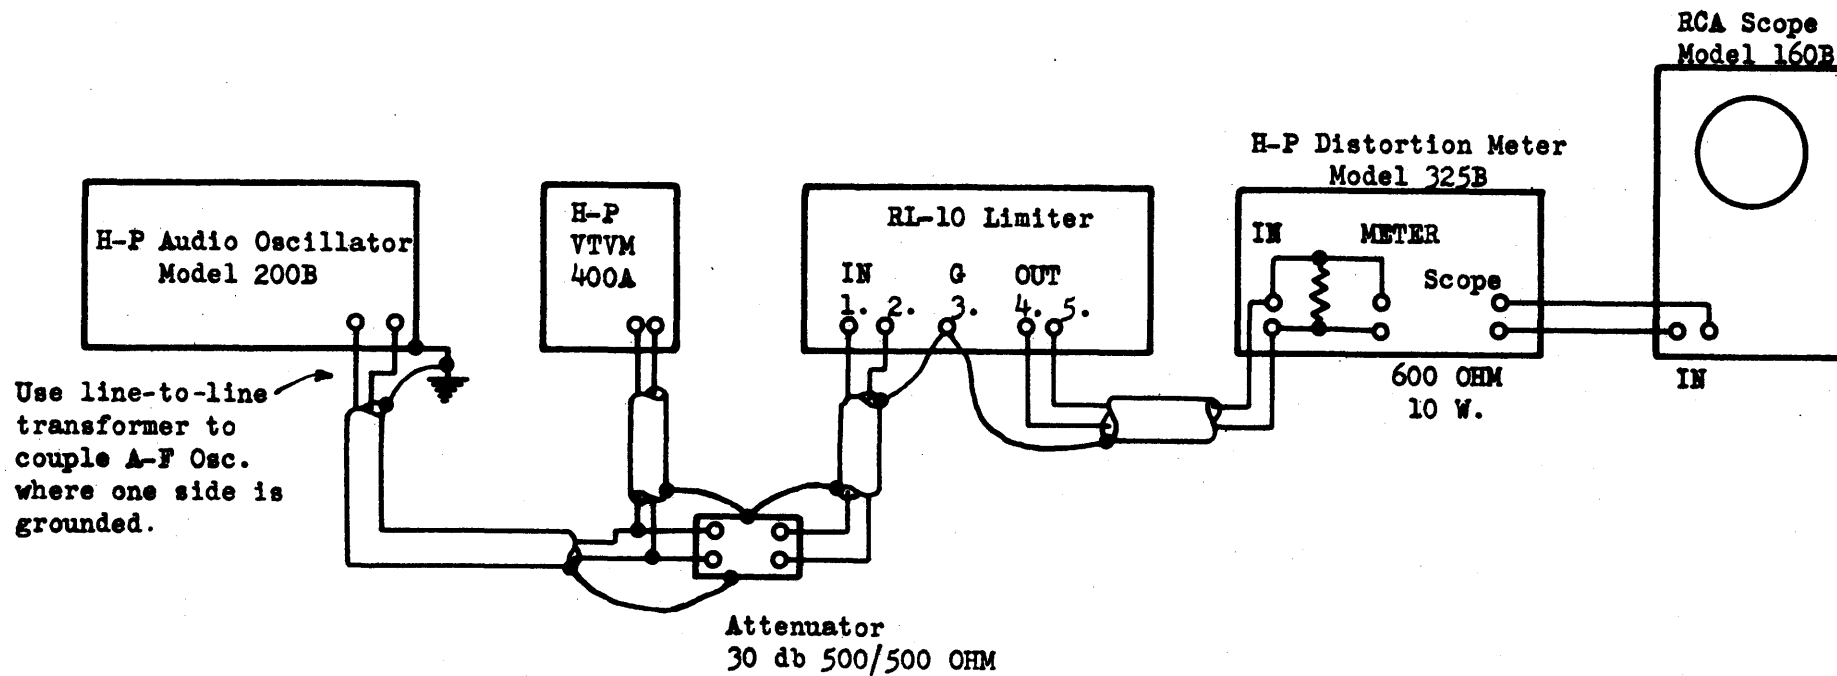 RCA Scope
Model 160B
H-P Distortion Meter
Model 325B
H-P Audio Oscillator
Model 200B
H-P
VTVM
400A
RL-10 Limiter
IN G OUT
1. 2. 3. 4. 5.
IN METER
Scope
600 OHM
10 W.
IN
Use line-to-line
transformer to
couple A-F Osc.
where one side is
grounded.
Attenuator
30 db 500/500 OHM